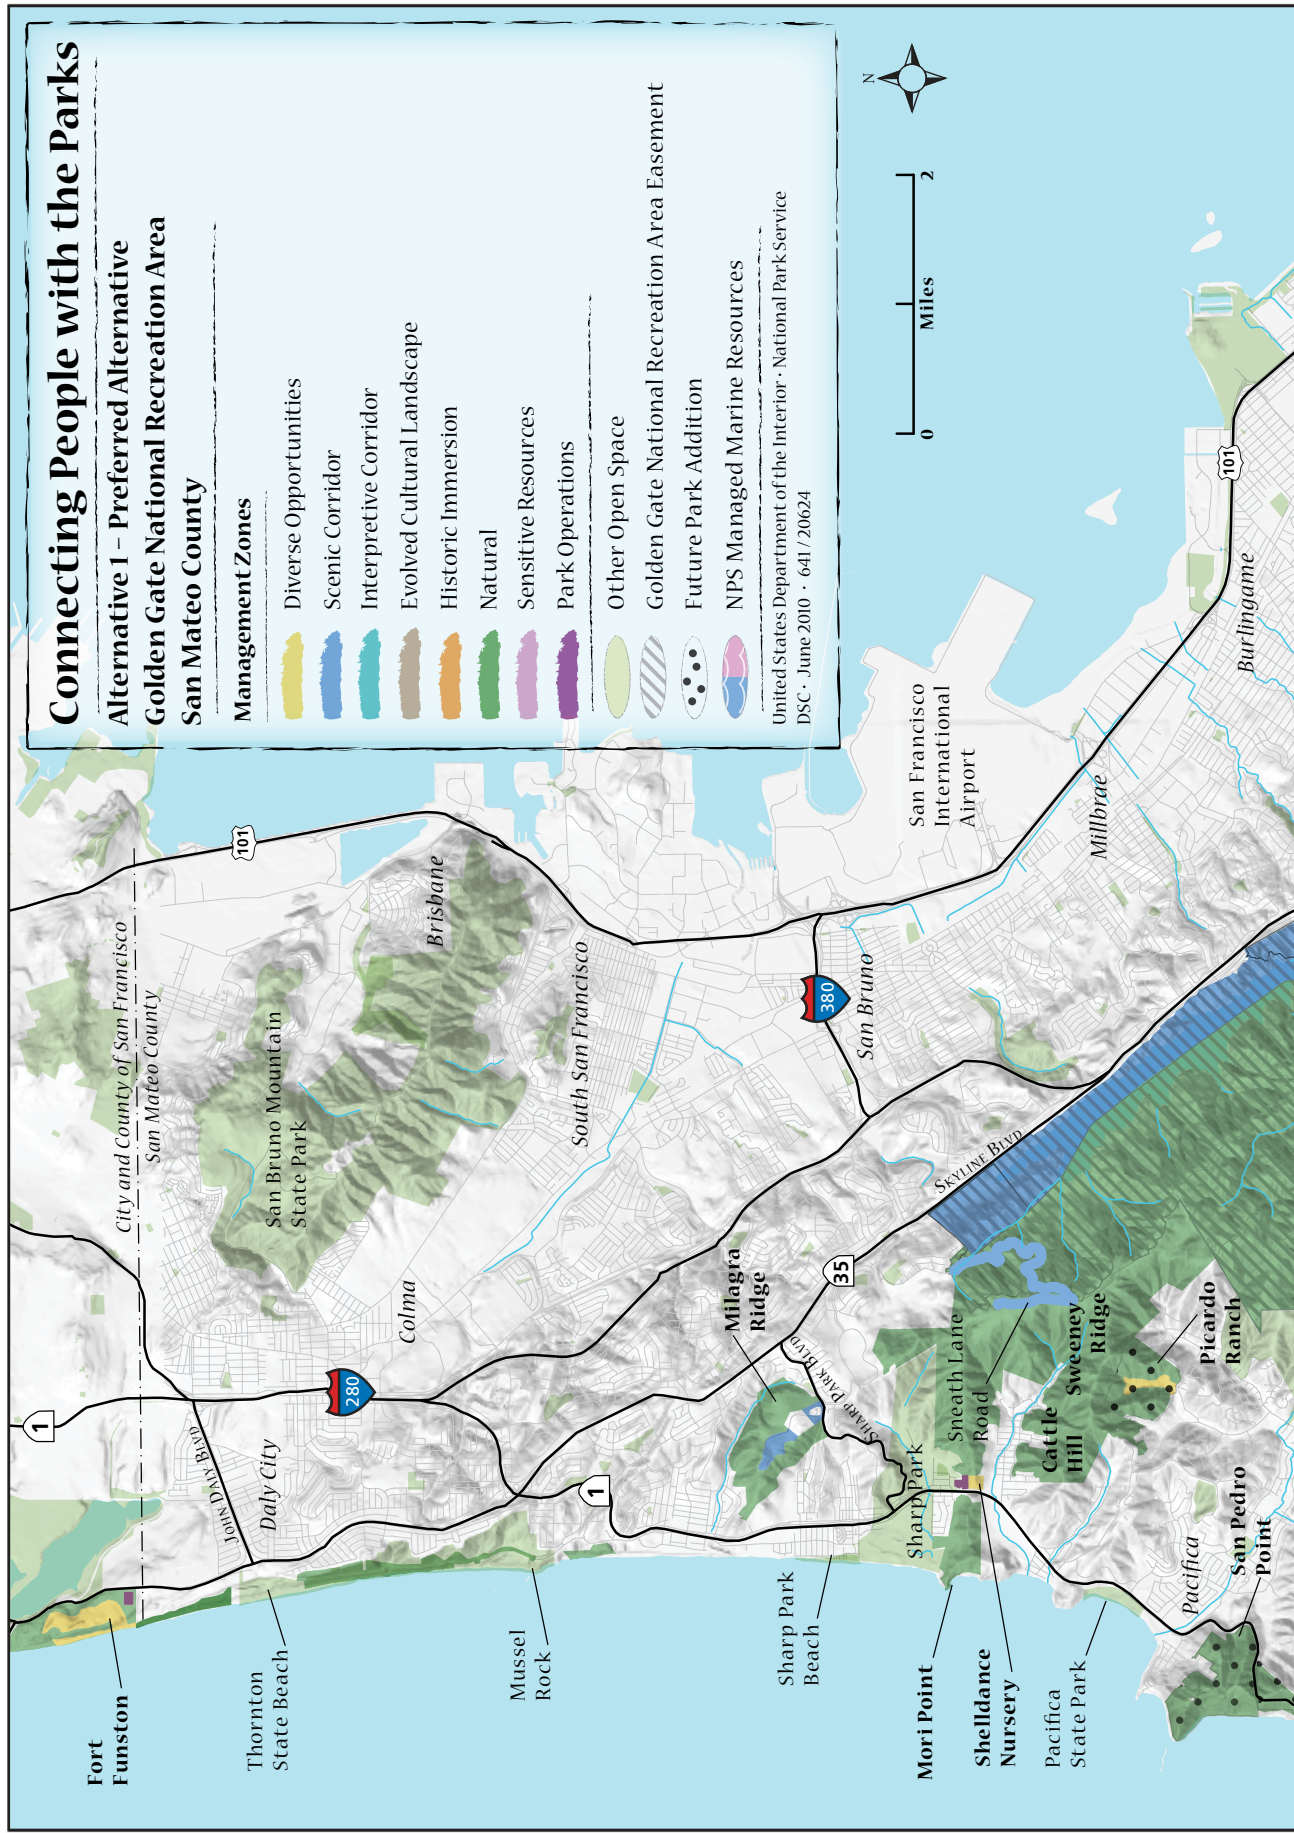 Connecting People with the Parks
Alternative 1 – Preferred Alternative
Golden Gate National Recreation Area
San Mateo County
Management Zones
Diverse Opportunities
Scenic Corridor
Interpretive Corridor
Evolved Cultural Landscape
Historic Immersion
Natural
Sensitive Resources
Park Operations
Other Open Space
Golden Gate National Recreation Area Easement
Future Park Addition
NPS Managed Marine Resources
United States Department of the Interior · National Park Service
DSC · June 2010 · 641 / 20624
N
0
Miles
2
City and County of San Francisco
San Mateo County
101
Brisbane
San Bruno Mountain
State Park
South San Francisco
380
San Bruno
San Francisco
International
Airport
Millbrae
101
Burlingame
1
JOHN DALY BLVD
Daly City
280
Colma
1
Milagra
Ridge
35
SHARP PARK BLVD
SKYLINE BLVD
Sharp Park
Sneath Lane
Road
Cattle
Hill
Sweeney
Ridge
Picardo
Ranch
Pacifica
San Pedro
Point
Fort
Funston
Thornton
State Beach
Mussel
Rock
Sharp Park
Beach
Mori Point
Shelldance
Nursery
Pacifica
State Park